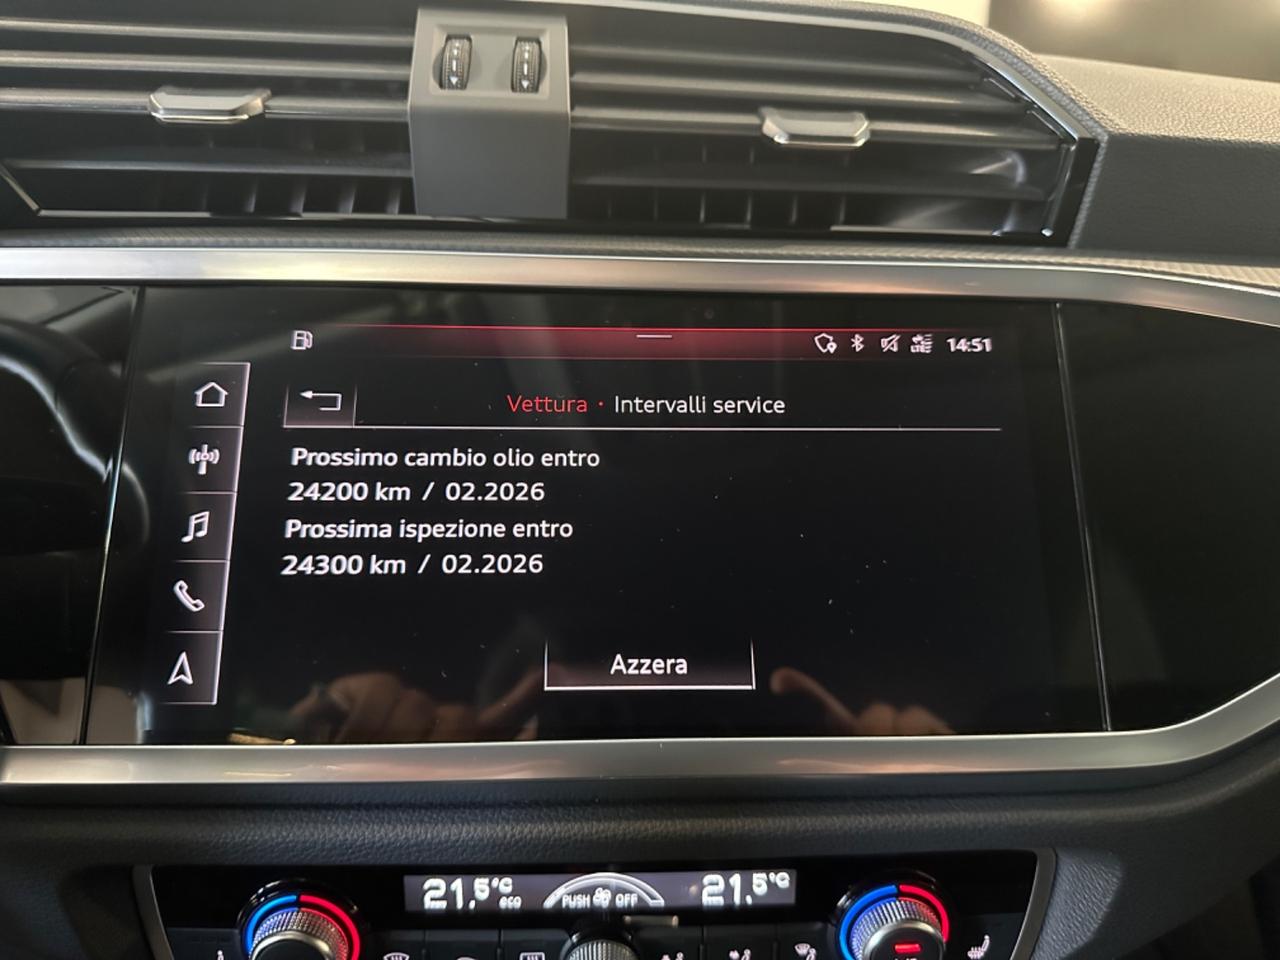 14:51
Vettura · Intervalli service
Prossimo cambio olio entro
24200 km / 02.2026
Prossima ispezione entro
24300 km / 02.2026
Azzera
21,5°C eco PUSH OFF 21,5°C